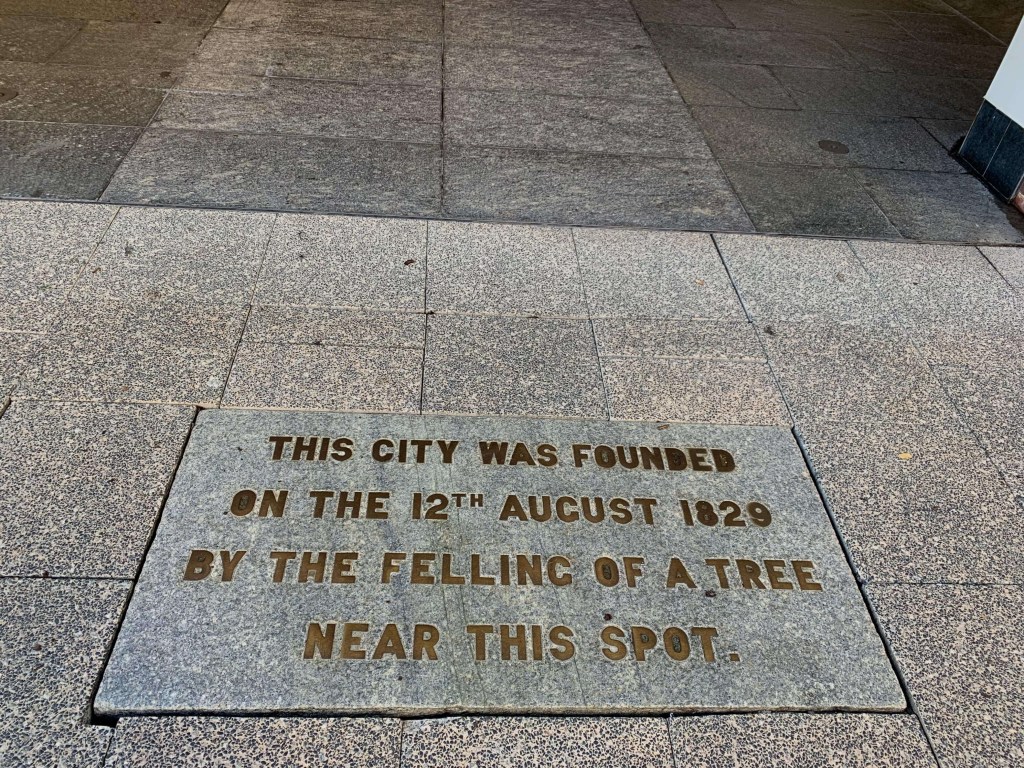 THIS CITY WAS FOUNDED
ON THE 12TH AUGUST 1829
BY THE FELLING OF A TREE
NEAR THIS SPOT.